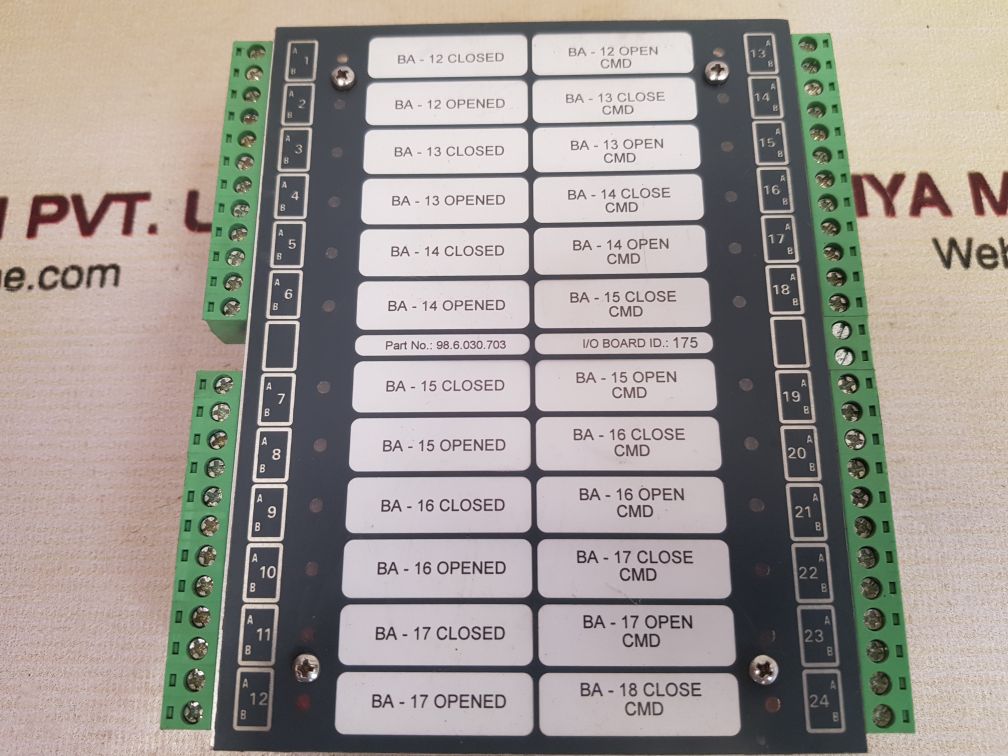 A
B 1
BA - 12 CLOSED
BA - 12 OPEN
CMD
13 A
B
A
B 2
BA - 12 OPENED
BA - 13 CLOSE
CMD
14 A
B
A
B 3
BA - 13 CLOSED
BA - 13 OPEN
CMD
15 A
B
A
B 4
BA - 13 OPENED
BA - 14 CLOSE
CMD
16 A
B
A
B 5
BA - 14 CLOSED
BA - 14 OPEN
CMD
17 A
B
A
B 6
BA - 14 OPENED
BA - 15 CLOSE
CMD
18 A
B
Part No.: 98.6.030.703
I/O BOARD ID.: 175
A
B 7
BA - 15 CLOSED
BA - 15 OPEN
CMD
19 A
B
A
B 8
BA - 15 OPENED
BA - 16 CLOSE
CMD
20 A
B
A
B 9
BA - 16 CLOSED
BA - 16 OPEN
CMD
21 A
B
A
B 10
BA - 16 OPENED
BA - 17 CLOSE
CMD
22 A
B
A
B 11
BA - 17 CLOSED
BA - 17 OPEN
CMD
23 A
B
A
B 12
BA - 17 OPENED
BA - 18 CLOSE
CMD
24 A
B
PVT.
e.com
IYA M
Web